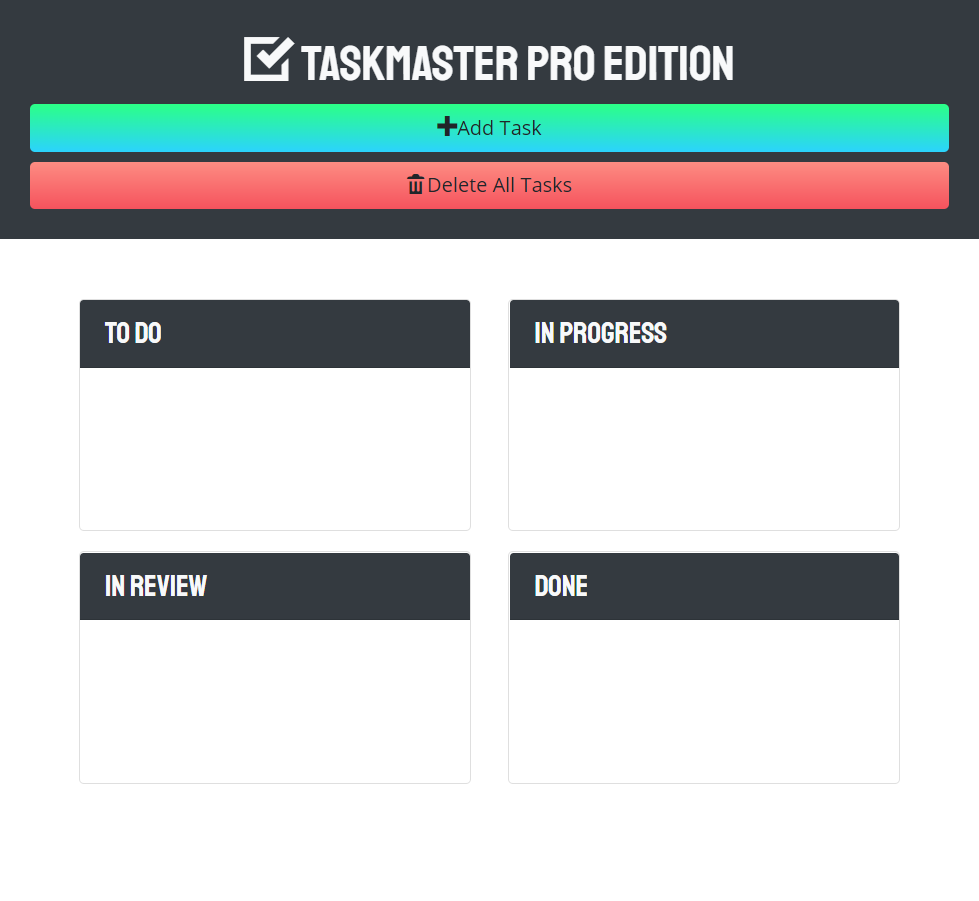 TASKMASTER PRO EDITION
Add Task
Delete All Tasks
TO DO
IN PROGRESS
IN REVIEW
DONE